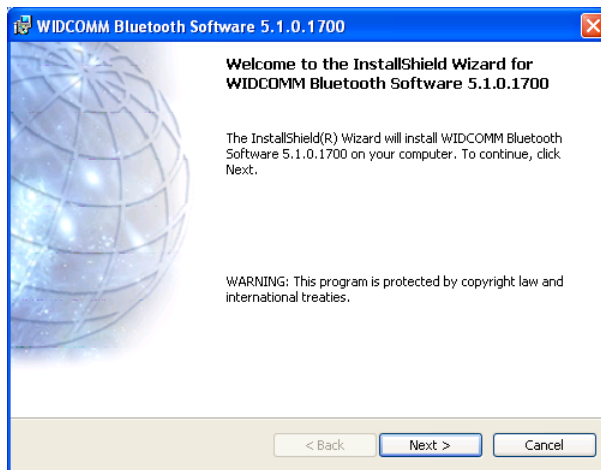 WIDCOMM Bluetooth Software 5.1.0.1700
Welcome to the InstallShield Wizard for
WIDCOMM Bluetooth Software 5.1.0.1700
The InstallShield(R) Wizard will install WIDCOMM Bluetooth
Software 5.1.0.1700 on your computer. To continue, click
Next.
WARNING: This program is protected by copyright law and
international treaties.
< Back Next > Cancel